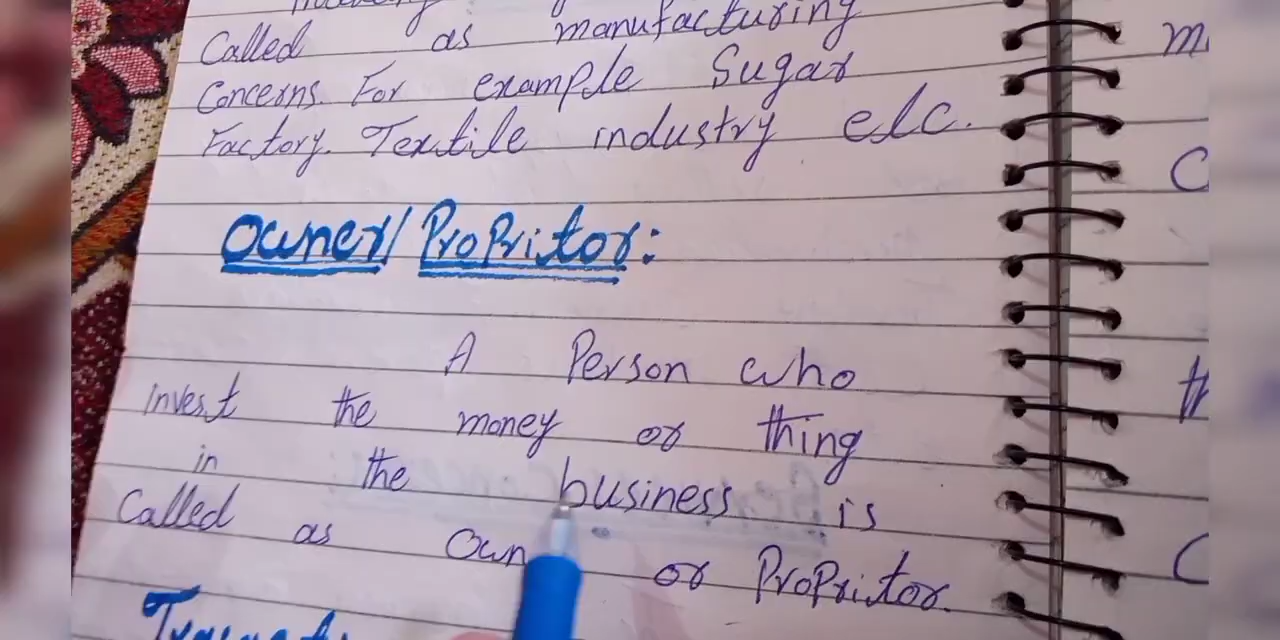 Called as manufacturing
Concerns. For example Sugar
Factory. Textile industry etc.
Owner/ Propritor:
A Person who
invest the money or thing
in the business is
Called as Own or Propritor.